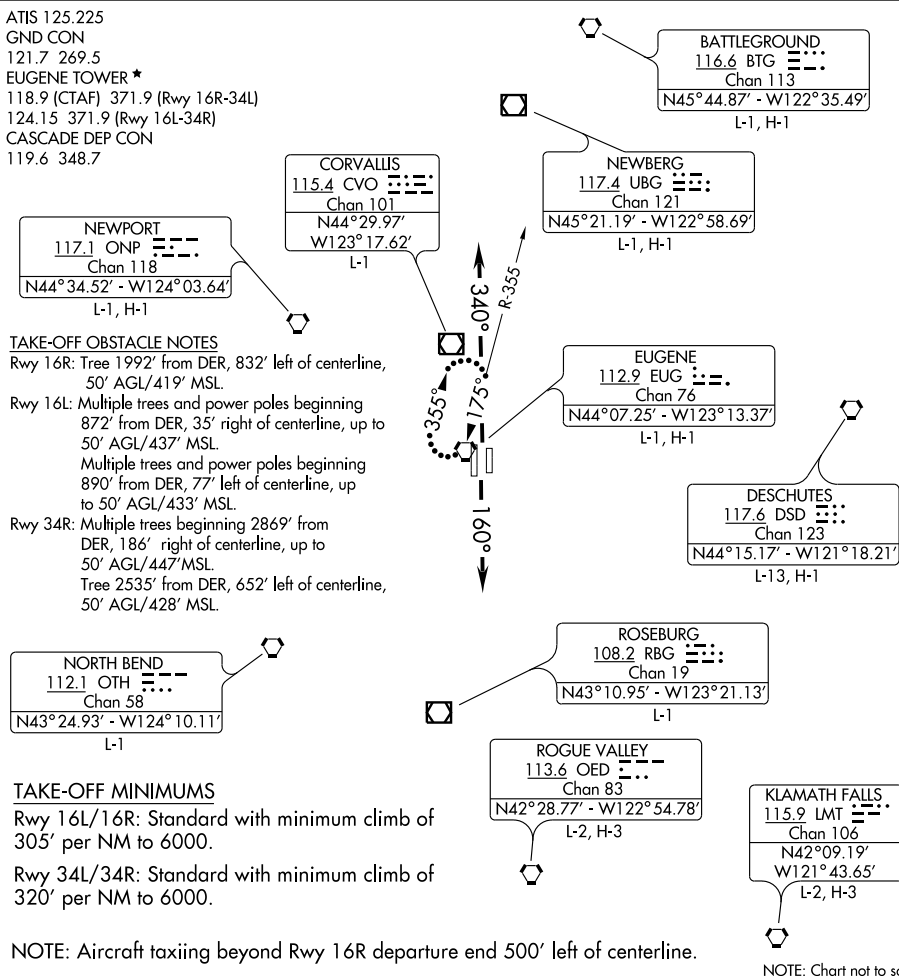 ATIS 125.225
GND CON
121.7 269.5
EUGENE TOWER ★
118.9 (CTAF) 371.9 (Rwy 16R-34L)
124.15 371.9 (Rwy 16L-34R)
CASCADE DEP CON
119.6 348.7
BATTLEGROUND
116.6 BTG
Chan 113
N45°44.87' - W122°35.49'
L-1, H-1
NEWBERG
117.4 UBG
Chan 121
N45°21.19' - W122°58.69'
L-1, H-1
CORVALLIS
115.4 CVO
Chan 101
N44°29.97'
W123°17.62'
L-1
NEWPORT
117.1 ONP
Chan 118
N44°34.52' - W124°03.64'
L-1, H-1
340°
R-355
355°
175°
160°
EUGENE
112.9 EUG
Chan 76
N44°07.25' - W123°13.37'
L-1, H-1
TAKE-OFF OBSTACLE NOTES
Rwy 16R: Tree 1992' from DER, 832' left of centerline,
50' AGL/419' MSL.
Rwy 16L: Multiple trees and power poles beginning
872' from DER, 35' right of centerline, up to
50' AGL/437' MSL.
Multiple trees and power poles beginning
890' from DER, 77' left of centerline, up
to 50' AGL/433' MSL.
Rwy 34R: Multiple trees beginning 2869' from
DER, 186' right of centerline, up to
50' AGL/447'MSL.
Tree 2535' from DER, 652' left of centerline,
50' AGL/428' MSL.
DESCHUTES
117.6 DSD
Chan 123
N44°15.17' - W121°18.21'
L-13, H-1
NORTH BEND
112.1 OTH
Chan 58
N43°24.93' - W124°10.11'
L-1
ROSEBURG
108.2 RBG
Chan 19
N43°10.95' - W123°21.13'
L-1
ROGUE VALLEY
113.6 OED
Chan 83
N42°28.77' - W122°54.78'
L-2, H-3
KLAMATH FALLS
115.9 LMT
Chan 106
N42°09.19'
W121°43.65'
L-2, H-3
TAKE-OFF MINIMUMS
Rwy 16L/16R: Standard with minimum climb of
305' per NM to 6000.
Rwy 34L/34R: Standard with minimum climb of
320' per NM to 6000.
NOTE: Aircraft taxiing beyond Rwy 16R departure end 500' left of centerline.
NOTE: Chart not to sc